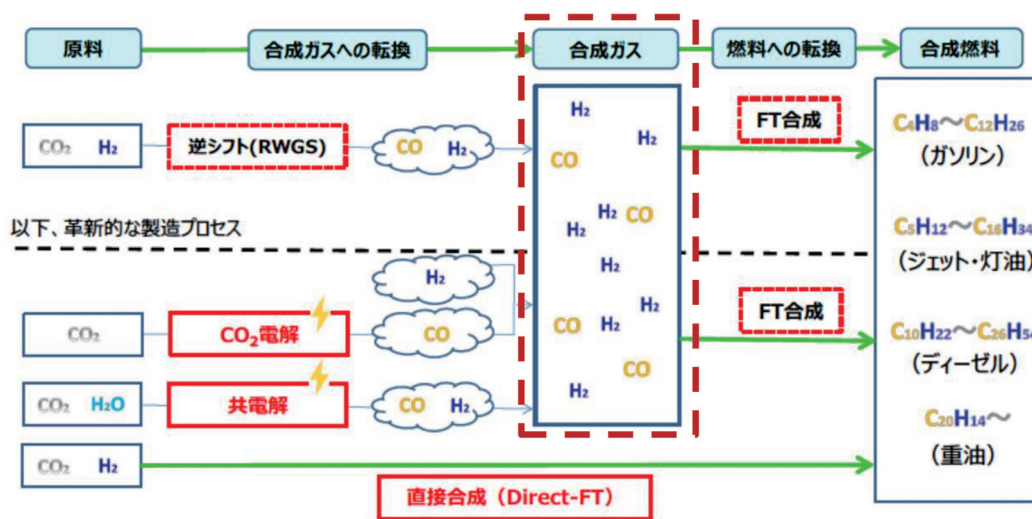 原料
合成ガスへの転換
合成ガス
燃料への転換
合成燃料
CO₂ H₂
逆シフト(RWGS)
CO H₂
H₂
H₂
CO
H₂ CO
H₂
H₂
H₂
CO H₂
CO
H₂
FT合成
C₄H₈～C₁₂H₂₆
(ガソリン)
以下、革新的な製造プロセス
C₅H₁₂～C₁₆H₃₄
(ジェット・灯油)
H₂
CO₂
CO₂電解
CO
FT合成
C₁₀H₂₂～C₂₆H₅₄
(ディーゼル)
CO₂ H₂O
共電解
CO H₂
C₂₀H₁₄～
(重油)
CO₂ H₂
直接合成（Direct-FT）